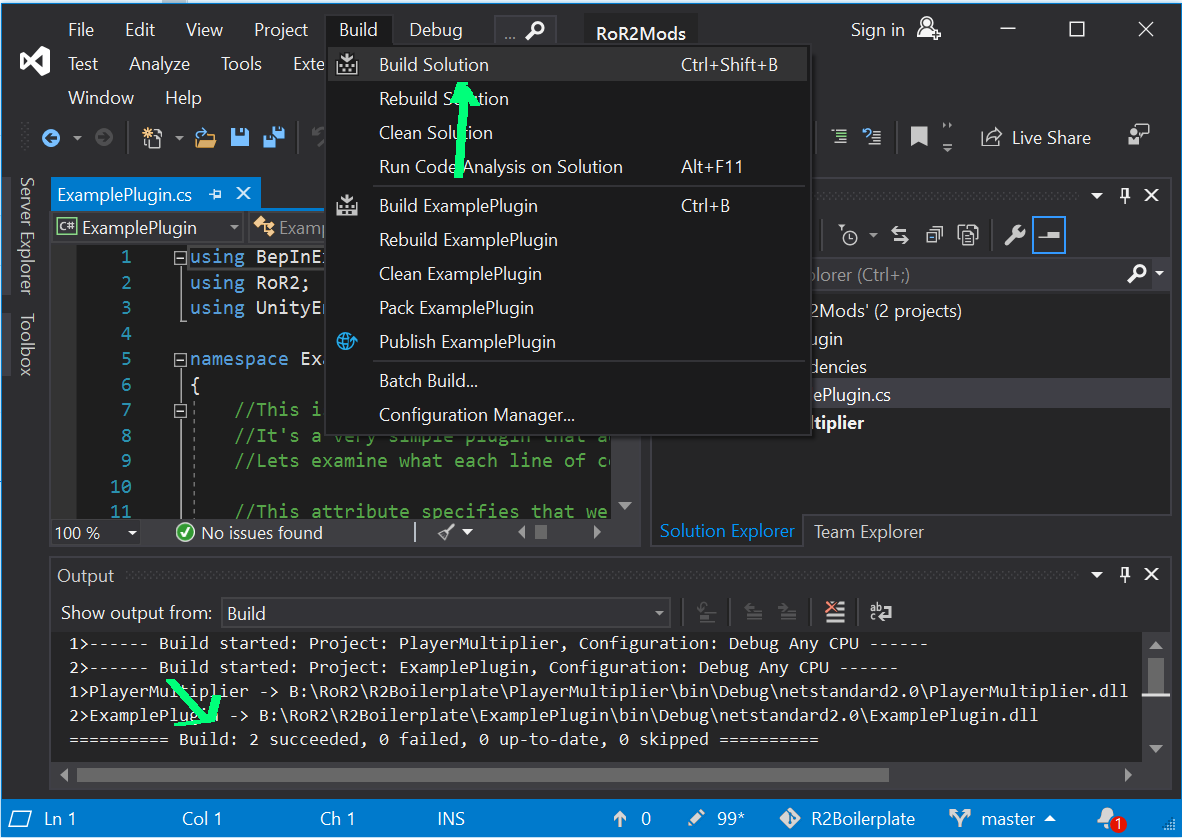 File Edit View Project Build Debug ... RoR2Mods Sign in
Test Analyze Tools Exte
Window Help
Build Solution Ctrl+Shift+B
Rebuild Solution
Clean Solution
Run Code Analysis on Solution Alt+F11
Build ExamplePlugin Ctrl+B
Rebuild ExamplePlugin
Clean ExamplePlugin
Pack ExamplePlugin
Publish ExamplePlugin
Batch Build...
Configuration Manager...
Live Share
Server Explorer
Toolbox
ExamplePlugin.cs
C# ExamplePlugin Examp
1 using BepInEx
2 using RoR2;
3 using UnityEn
4
5 namespace Exa
6 {
7 //This i
8 //It's a very simple plugin that a
9 //Lets examine what each line of c
10
11 //This attribute specifies that we
100 % No issues found
plorer (Ctrl+;)
2Mods' (2 projects)
ugin
dencies
ePlugin.cs
ltiplier
Solution Explorer Team Explorer
Output
Show output from: Build
1>------ Build started: Project: PlayerMultiplier, Configuration: Debug Any CPU ------
2>------ Build started: Project: ExamplePlugin, Configuration: Debug Any CPU ------
1>PlayerMultiplier -> B:\RoR2\R2Boilerplate\PlayerMultiplier\bin\Debug\netstandard2.0\PlayerMultiplier.dll
2>ExamplePlugin -> B:\RoR2\R2Boilerplate\ExamplePlugin\bin\Debug\netstandard2.0\ExamplePlugin.dll
========== Build: 2 succeeded, 0 failed, 0 up-to-date, 0 skipped ==========
Ln 1 Col 1 Ch 1 INS 0 99* R2Boilerplate master 1